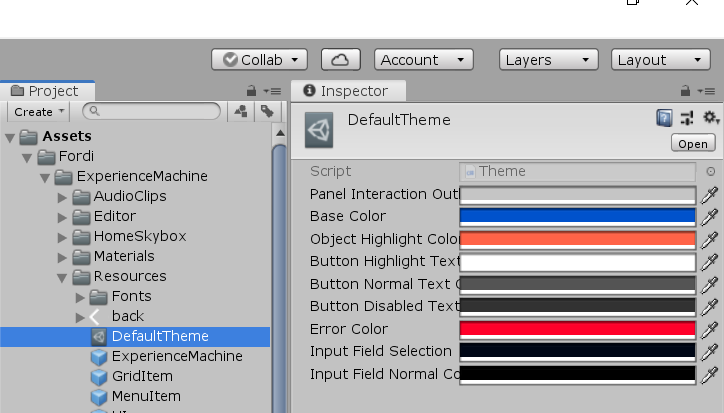 Collab
Account
Layers
Layout
Project
Create
Assets
Fordi
ExperienceMachine
AudioClips
Editor
HomeSkybox
Materials
Resources
Fonts
back
DefaultTheme
ExperienceMachine
GridItem
MenuItem
Inspector
DefaultTheme
Open
Script Theme
Panel Interaction Outl
Base Color
Object Highlight Color
Button Highlight Text
Button Normal Text C
Button Disabled Text
Error Color
Input Field Selection
Input Field Normal Co